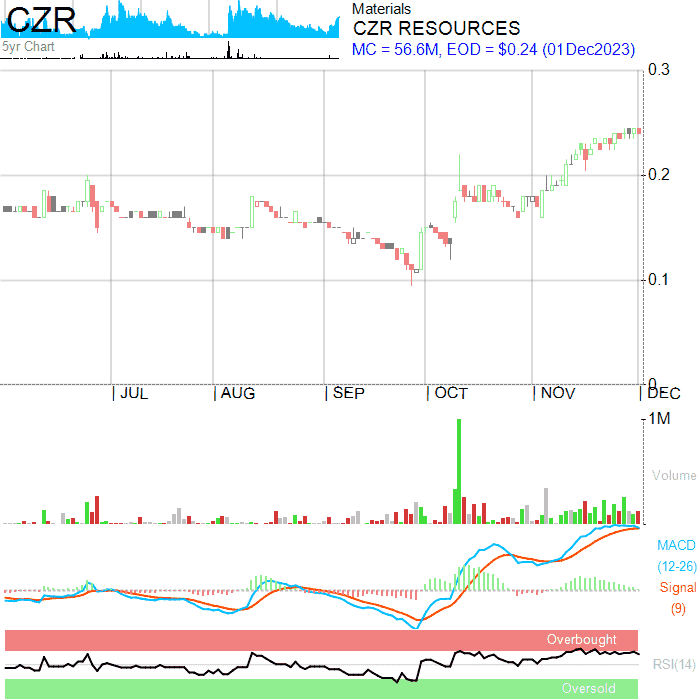 CZR
5yr Chart
Materials
CZR RESOURCES
MC = 56.6M, EOD = $0.24 (01Dec2023)
0.3
0.2
0.1
0
JUL AUG SEP OCT NOV DEC
1M
Volume
MACD
(12-26)
Signal
(9)
Overbought
RSI(14)
Oversold